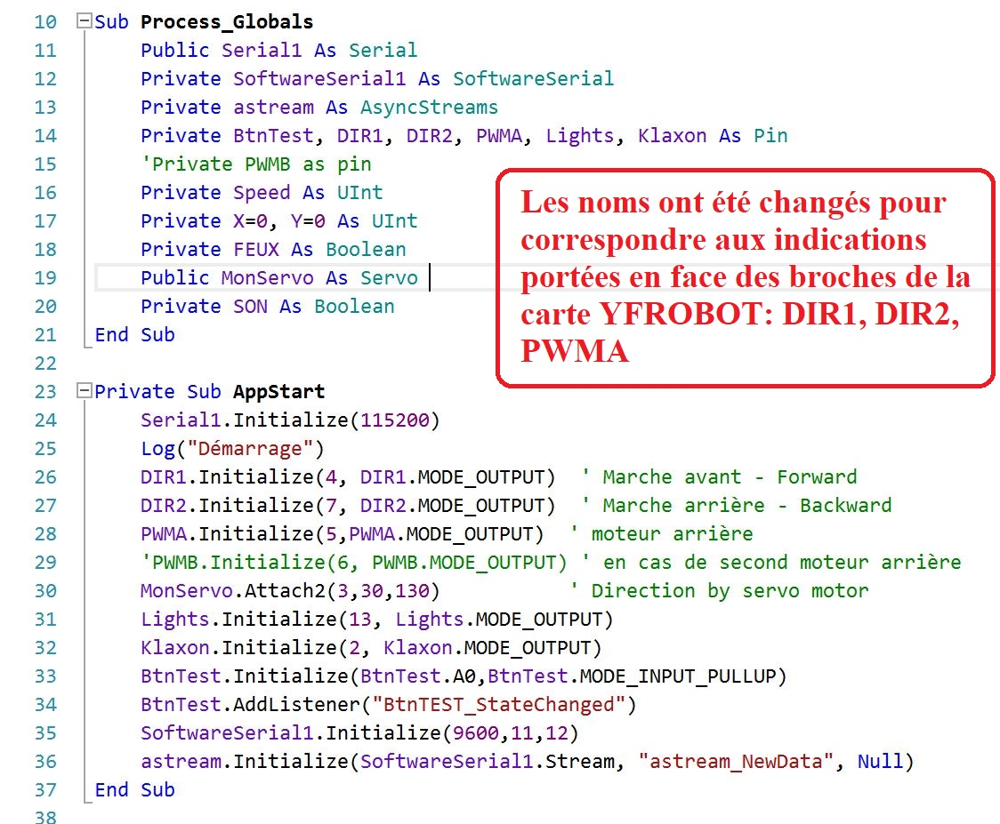 10 Sub Process_Globals
11 Public Serial1 As Serial
12 Private SoftwareSerial1 As SoftwareSerial
13 Private astream As AsyncStreams
14 Private BtnTest, DIR1, DIR2, PWMA, Lights, Klaxon As Pin
15 'Private PWMB as pin
16 Private Speed As UInt
17 Private X=0, Y=0 As UInt
18 Private FEUX As Boolean
19 Public MonServo As Servo
20 Private SON As Boolean
21 End Sub
22
Les noms ont été changés pour
correspondre aux indications
portées en face des broches de la
carte YFROBOT: DIR1, DIR2,
PWMA
23 Private Sub AppStart
24 Serial1.Initialize(115200)
25 Log("Démarrage")
26 DIR1.Initialize(4, DIR1.MODE_OUTPUT) ' Marche avant - Forward
27 DIR2.Initialize(7, DIR2.MODE_OUTPUT) ' Marche arrière - Backward
28 PWMA.Initialize(5,PWMA.MODE_OUTPUT) ' moteur arrière
29 'PWMB.Initialize(6, PWMB.MODE_OUTPUT) ' en cas de second moteur arrière
30 MonServo.Attach2(3,30,130) ' Direction by servo motor
31 Lights.Initialize(13, Lights.MODE_OUTPUT)
32 Klaxon.Initialize(2, Klaxon.MODE_OUTPUT)
33 BtnTest.Initialize(BtnTest.A0,BtnTest.MODE_INPUT_PULLUP)
34 BtnTest.AddListener("BtnTEST_StateChanged")
35 SoftwareSerial1.Initialize(9600,11,12)
36 astream.Initialize(SoftwareSerial1.Stream, "astream_NewData", Null)
37 End Sub
38